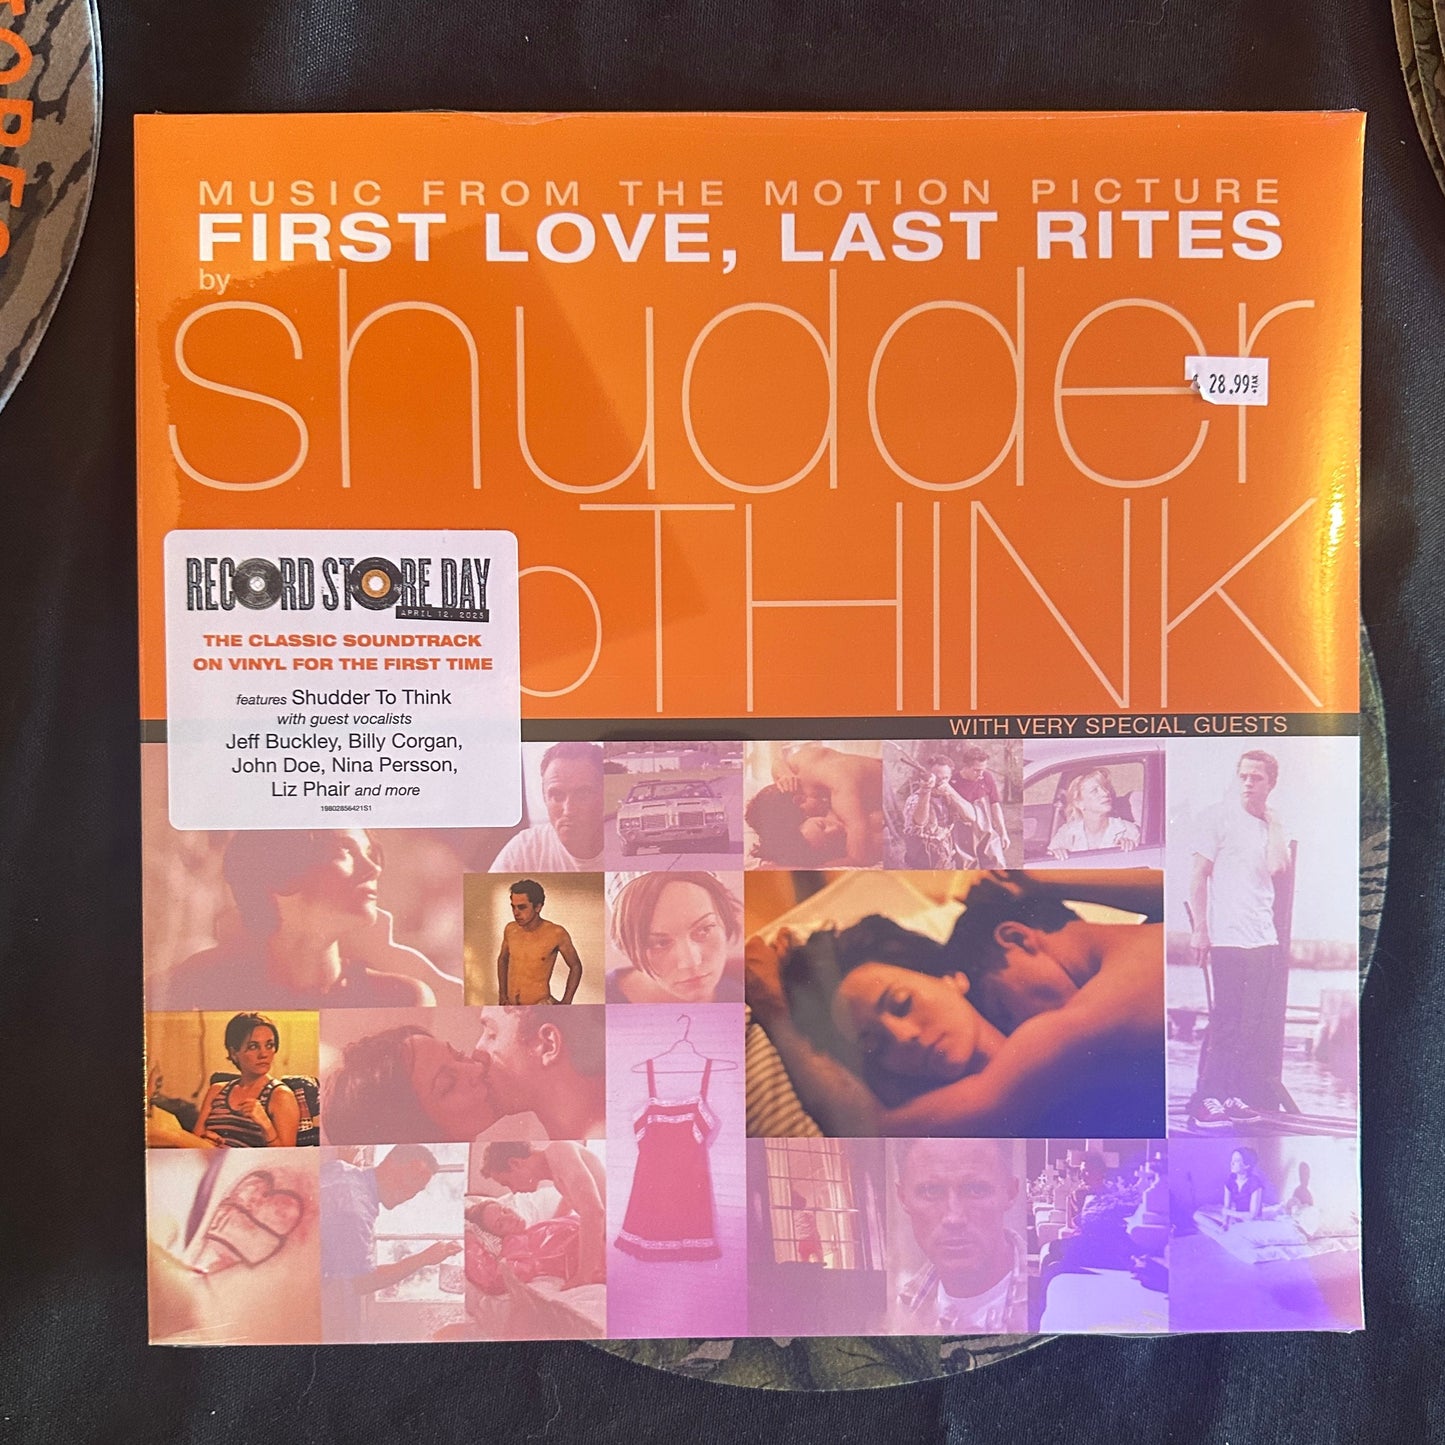 MUSIC FROM THE MOTION PICTURE
FIRST LOVE, LAST RITES
by
shudder
THINK
$ 28.99 +TAX
RECORD STORE DAY
APRIL 12, 2025
THE CLASSIC SOUNDTRACK
ON VINYL FOR THE FIRST TIME
features Shudder To Think
with guest vocalists
Jeff Buckley, Billy Corgan,
John Doe, Nina Persson,
Liz Phair and more
19802856421S1
WITH VERY SPECIAL GUESTS